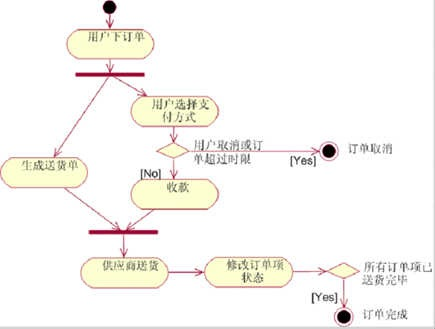 用户下订单
用户选择支
付方式
用户取消或订
单超过时限
[Yes]
订单取消
生成送货单
[No]
收款
供应商送货
修改订单项
状态
所有订单项已
送货完毕
[Yes]
订单完成